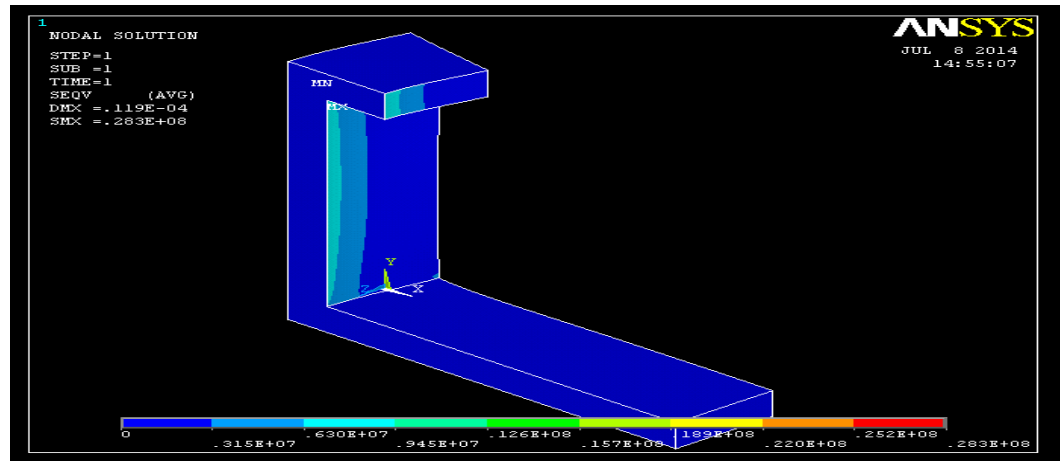 1
NODAL SOLUTION
STEP=1
SUB =1
TIME=1
SEQV (AVG)
DMX =.119E-04
SMX =.283E+08
ANSYS
JUL 8 2014
14:55:07
MN
MX
Y
Z X
0 .630E+07 .126E+08 .189E+08 .252E+08
.315E+07 .945E+07 .157E+08 .220E+08 .283E+08